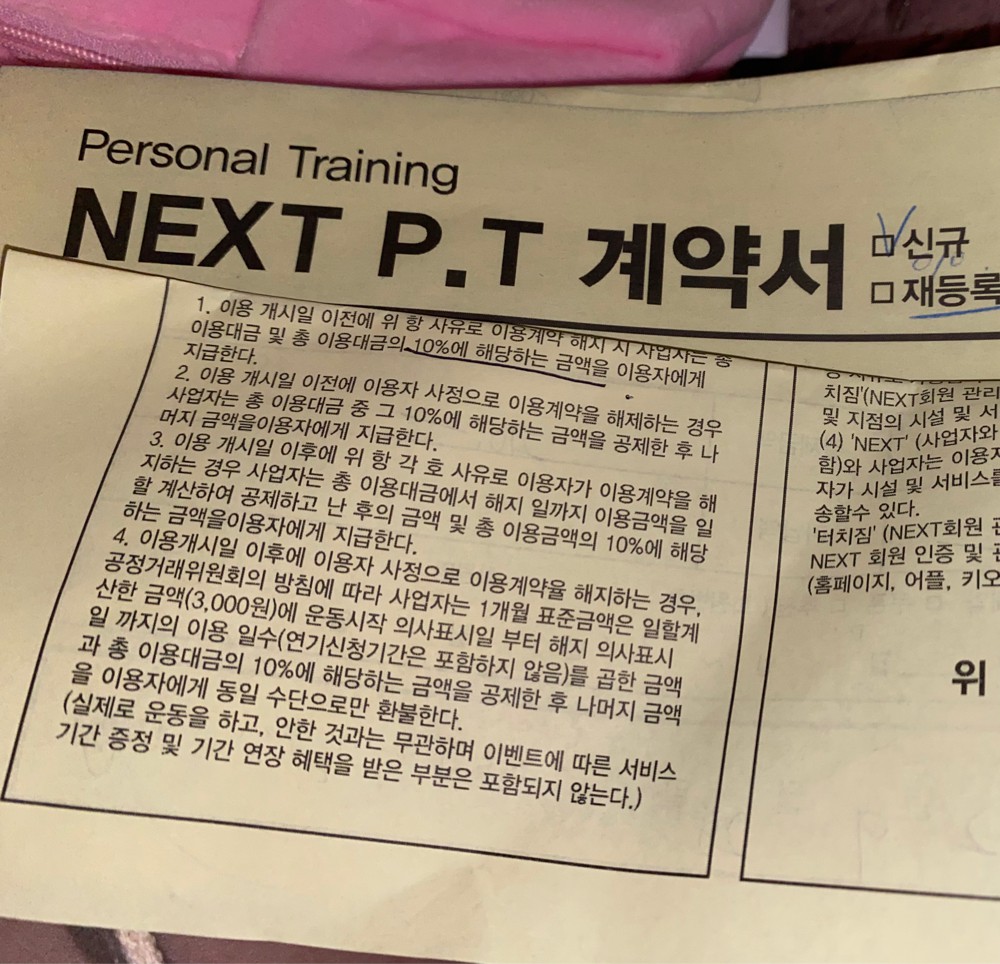 Personal Training
NEXT P.T 계약서
신규
재등록
1. 이용 개시일 이전에 위 항 사유로 이용계약 해지 시 사업자는 총
이용대금 및 총 이용대금의 10%에 해당하는 금액을 이용자에게
지급한다.
2. 이용 개시일 이전에 이용자 사정으로 이용계약을 해제하는 경우
사업자는 총 이용대금 중 그 10%에 해당하는 금액을 공제한 후 나
머지 금액을이용자에게 지급한다.
3. 이용 개시일 이후에 위 항 각 호 사유로 이용자가 이용계약을 해
지하는 경우 사업자는 총 이용대금에서 해지 일까지 이용금액을 일
할 계산하여 공제하고 난 후의 금액 및 총 이용금액의 10%에 해당
하는 금액을이용자에게 지급한다.
4. 이용개시일 이후에 이용자 사정으로 이용계약율 해지하는 경우,
공정거래위원회의 방침에 따라 사업자는 1개월 표준금액은 일할계
산한 금액(3,000원)에 운동시작 의사표시일 부터 해지 의사표시
일 까지의 이용 일수(연기신청기간은 포함하지 않음)를 곱한 금액
과 총 이용대금의 10%에 해당하는 금액을 공제한 후 나머지 금액
을 이용자에게 동일 수단으로만 환불한다.
(실제로 운동을 하고, 안한 것과는 무관하며 이벤트에 따른 서비스
기간 증정 및 기간 연장 혜택을 받은 부분은 포함되지 않는다.)
치짐'(NEXT회원 관리
및 지점의 시설 및 서
(4) 'NEXT' (사업자와
함)와 사업자는 이용자
자가 시설 및 서비스를
송할수 있다.
'터치짐' (NEXT회원
NEXT 회원 인증 및
(홈페이지, 어플, 키오
위